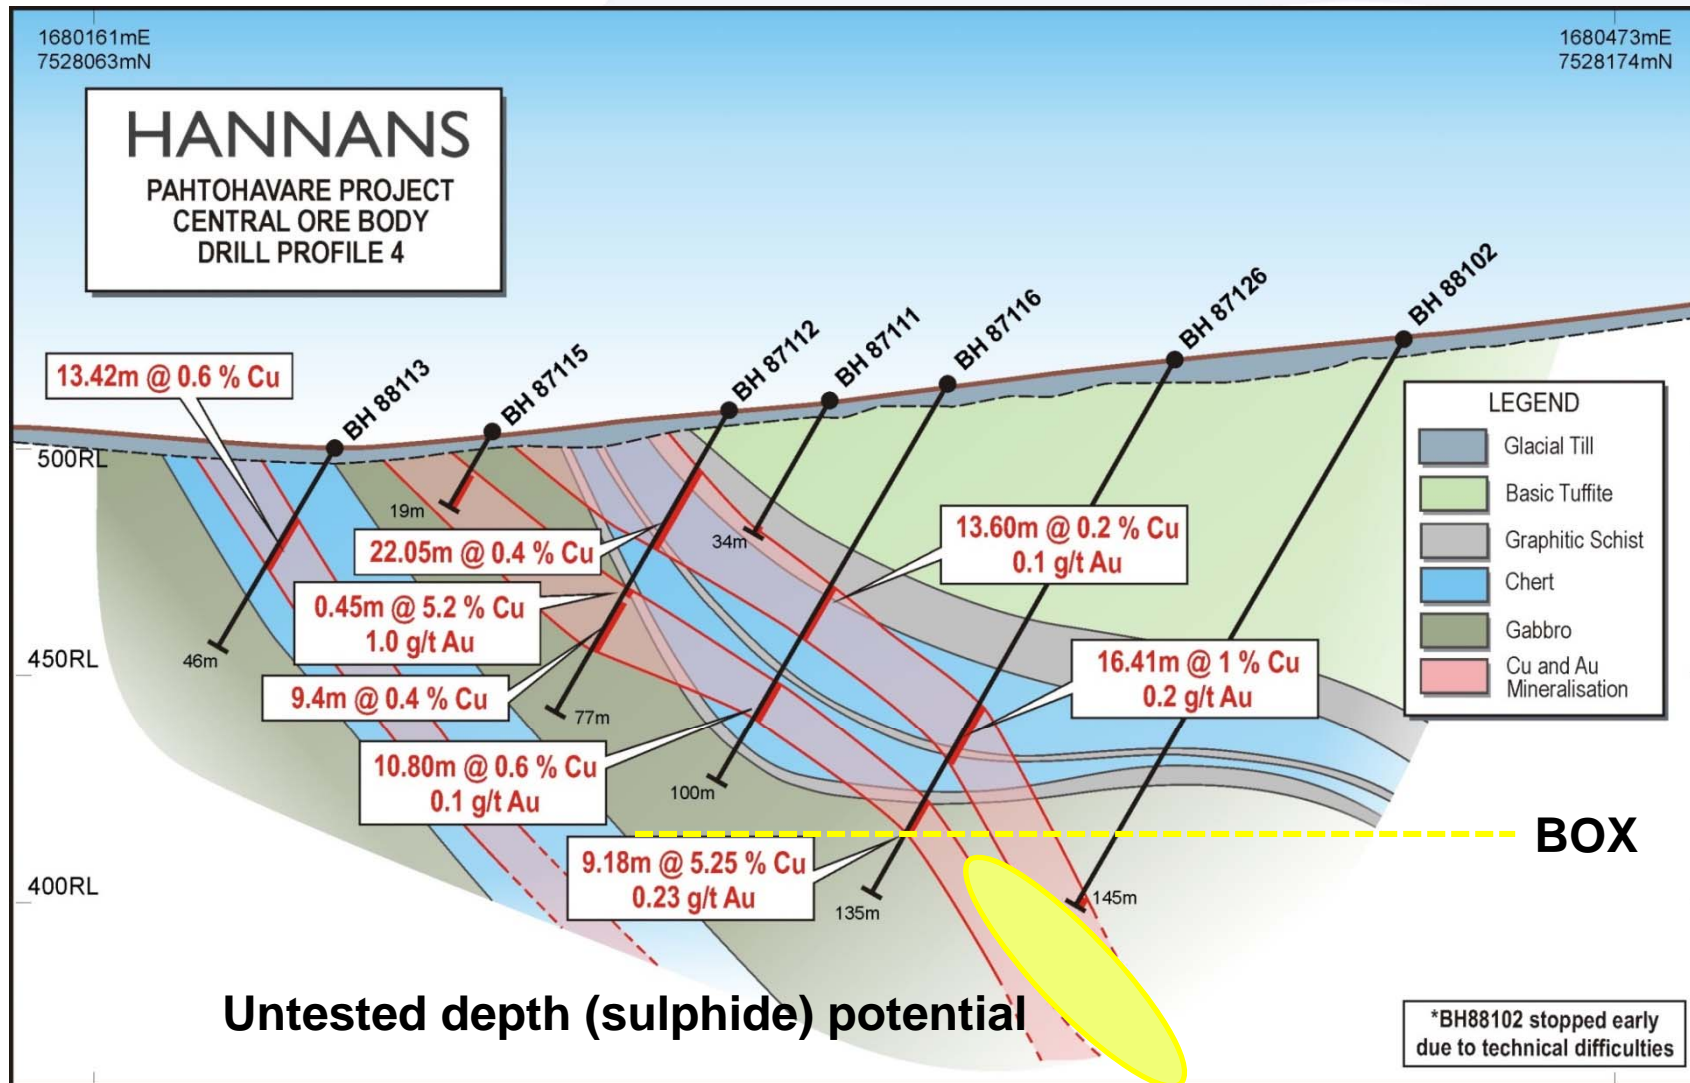 1680161mE
7528063mN
1680473mE
7528174mN
HANNANS
PAHTOHAVARE PROJECT
CENTRAL ORE BODY
DRILL PROFILE 4
BH 88113
BH 87115
BH 87112
BH 87111
BH 87116
BH 87126
BH 88102
13.42m @ 0.6 % Cu
500RL
450RL
400RL
19m
34m
46m
77m
100m
135m
145m
22.05m @ 0.4 % Cu
0.45m @ 5.2 % Cu
1.0 g/t Au
9.4m @ 0.4 % Cu
10.80m @ 0.6 % Cu
0.1 g/t Au
9.18m @ 5.25 % Cu
0.23 g/t Au
13.60m @ 0.2 % Cu
0.1 g/t Au
16.41m @ 1 % Cu
0.2 g/t Au
LEGEND
Glacial Till
Basic Tuffite
Graphitic Schist
Chert
Gabbro
Cu and Au
Mineralisation
BOX
Untested depth (sulphide) potential
*BH88102 stopped early
due to technical difficulties